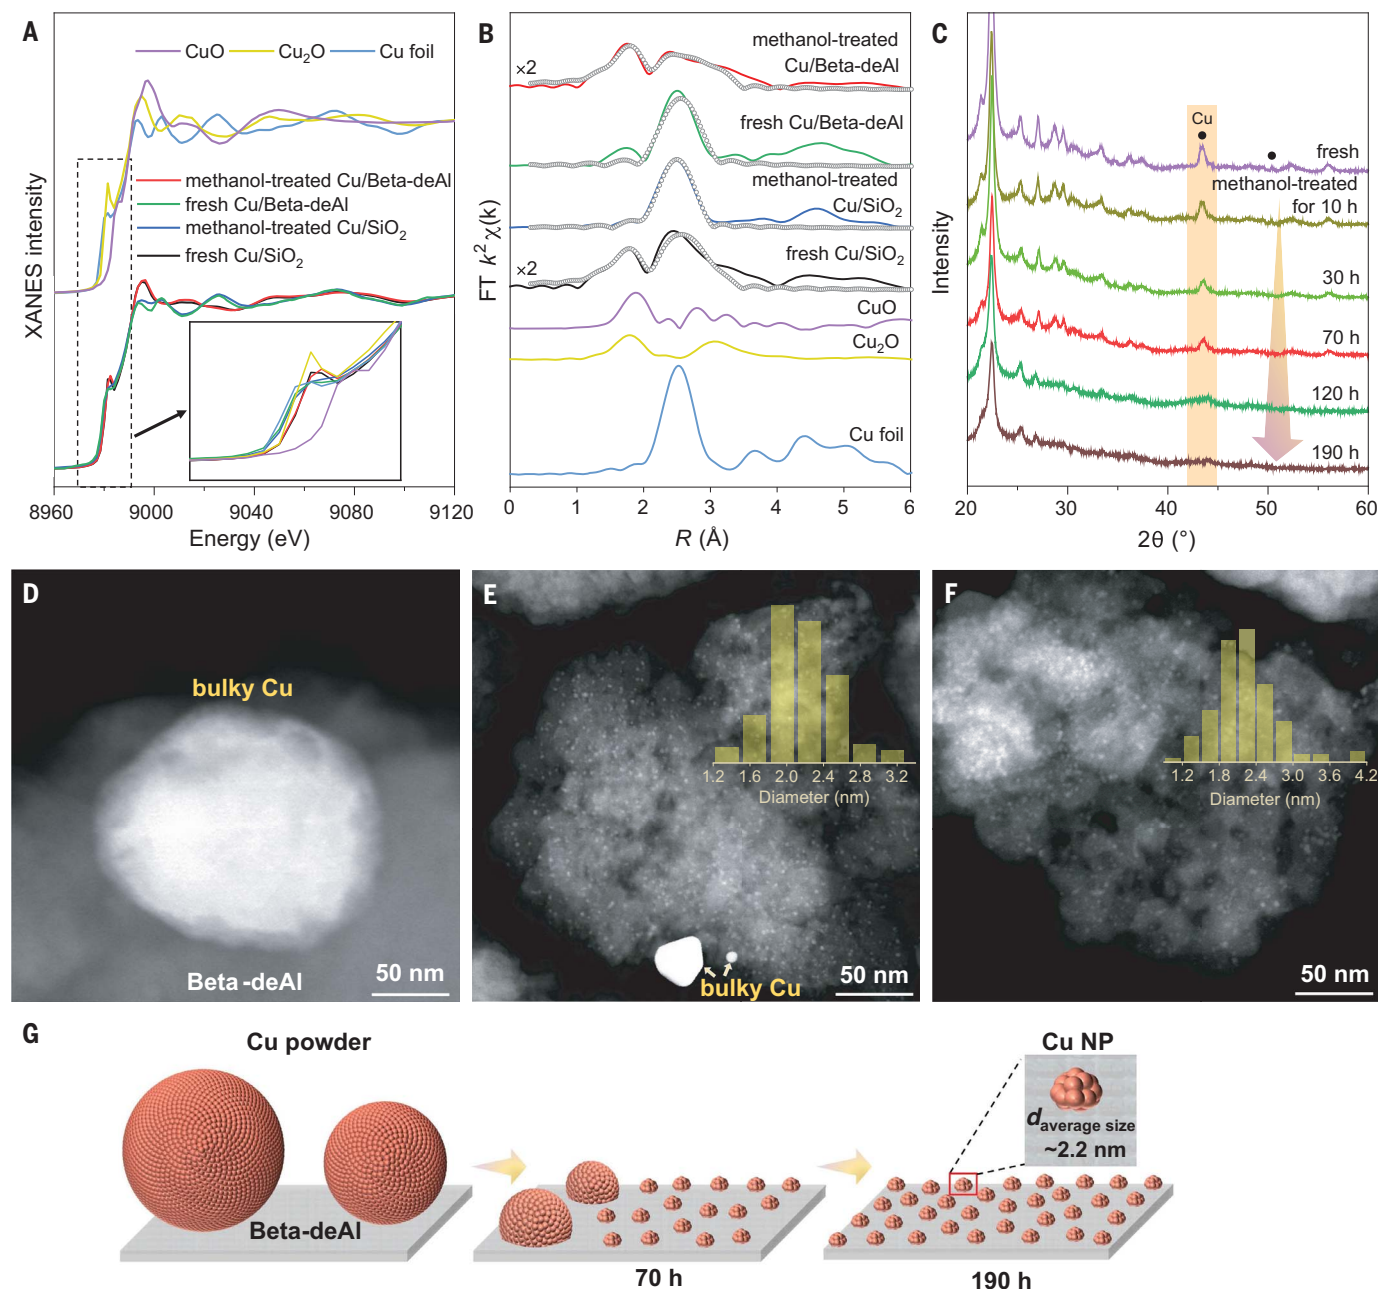 A
CuO
Cu₂O
Cu foil
methanol-treated Cu/Beta-deAl
fresh Cu/Beta-deAl
methanol-treated Cu/SiO₂
fresh Cu/SiO₂
XANES intensity
8960
9000
9040
9080
9120
Energy (eV)
B
methanol-treated
Cu/Beta-deAl
×2
fresh Cu/Beta-deAl
methanol-treated
Cu/SiO₂
fresh Cu/SiO₂
×2
CuO
Cu₂O
Cu foil
FT k² χ(k)
0
1
2
3
4
5
6
R (Å)
C
Cu
fresh
methanol-treated
for 10 h
30 h
70 h
120 h
190 h
Intensity
20
30
40
50
60
2θ (°)
D
bulky Cu
Beta-deAl
50 nm
E
1.2
1.6
2.0
2.4
2.8
3.2
Diameter (nm)
bulky Cu
50 nm
F
1.2
1.8
2.4
3.0
3.6
4.2
Diameter (nm)
50 nm
G
Cu powder
Beta-deAl
70 h
Cu NP
d average size
~2.2 nm
190 h